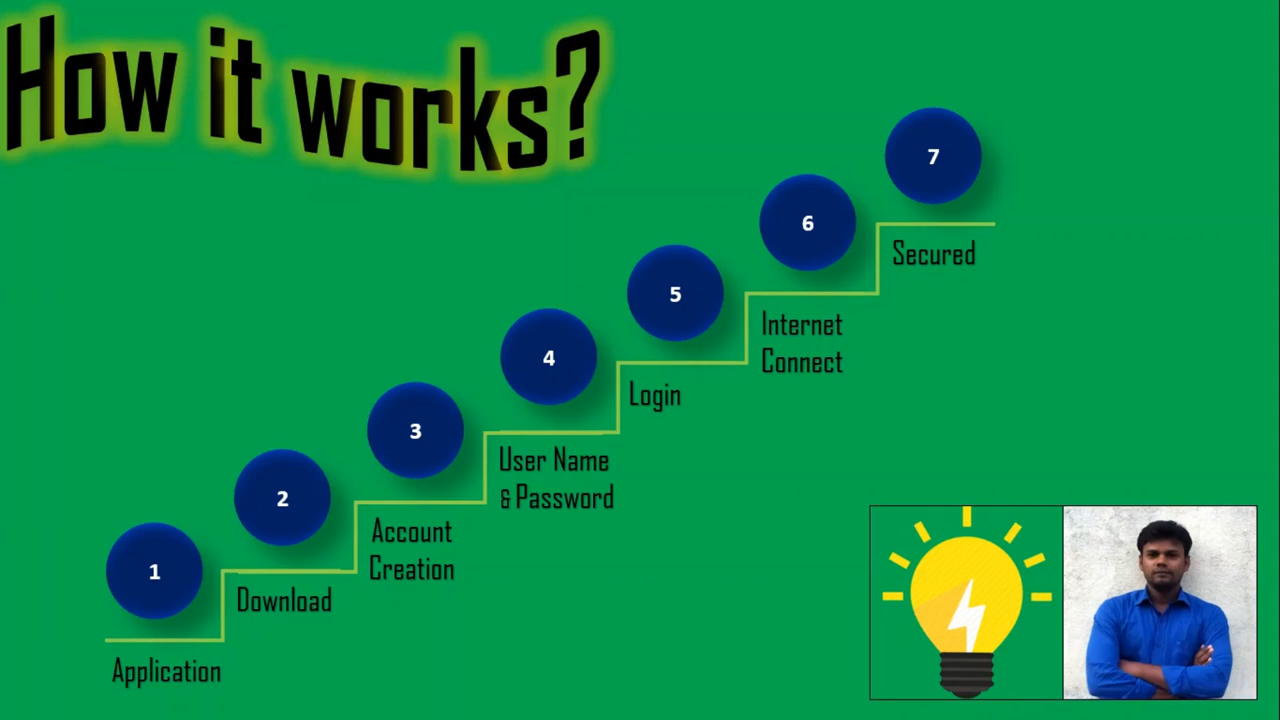 How it works?
1
Application
2
Download
3
Account
Creation
4
User Name
& Password
5
Login
6
Internet
Connect
7
Secured